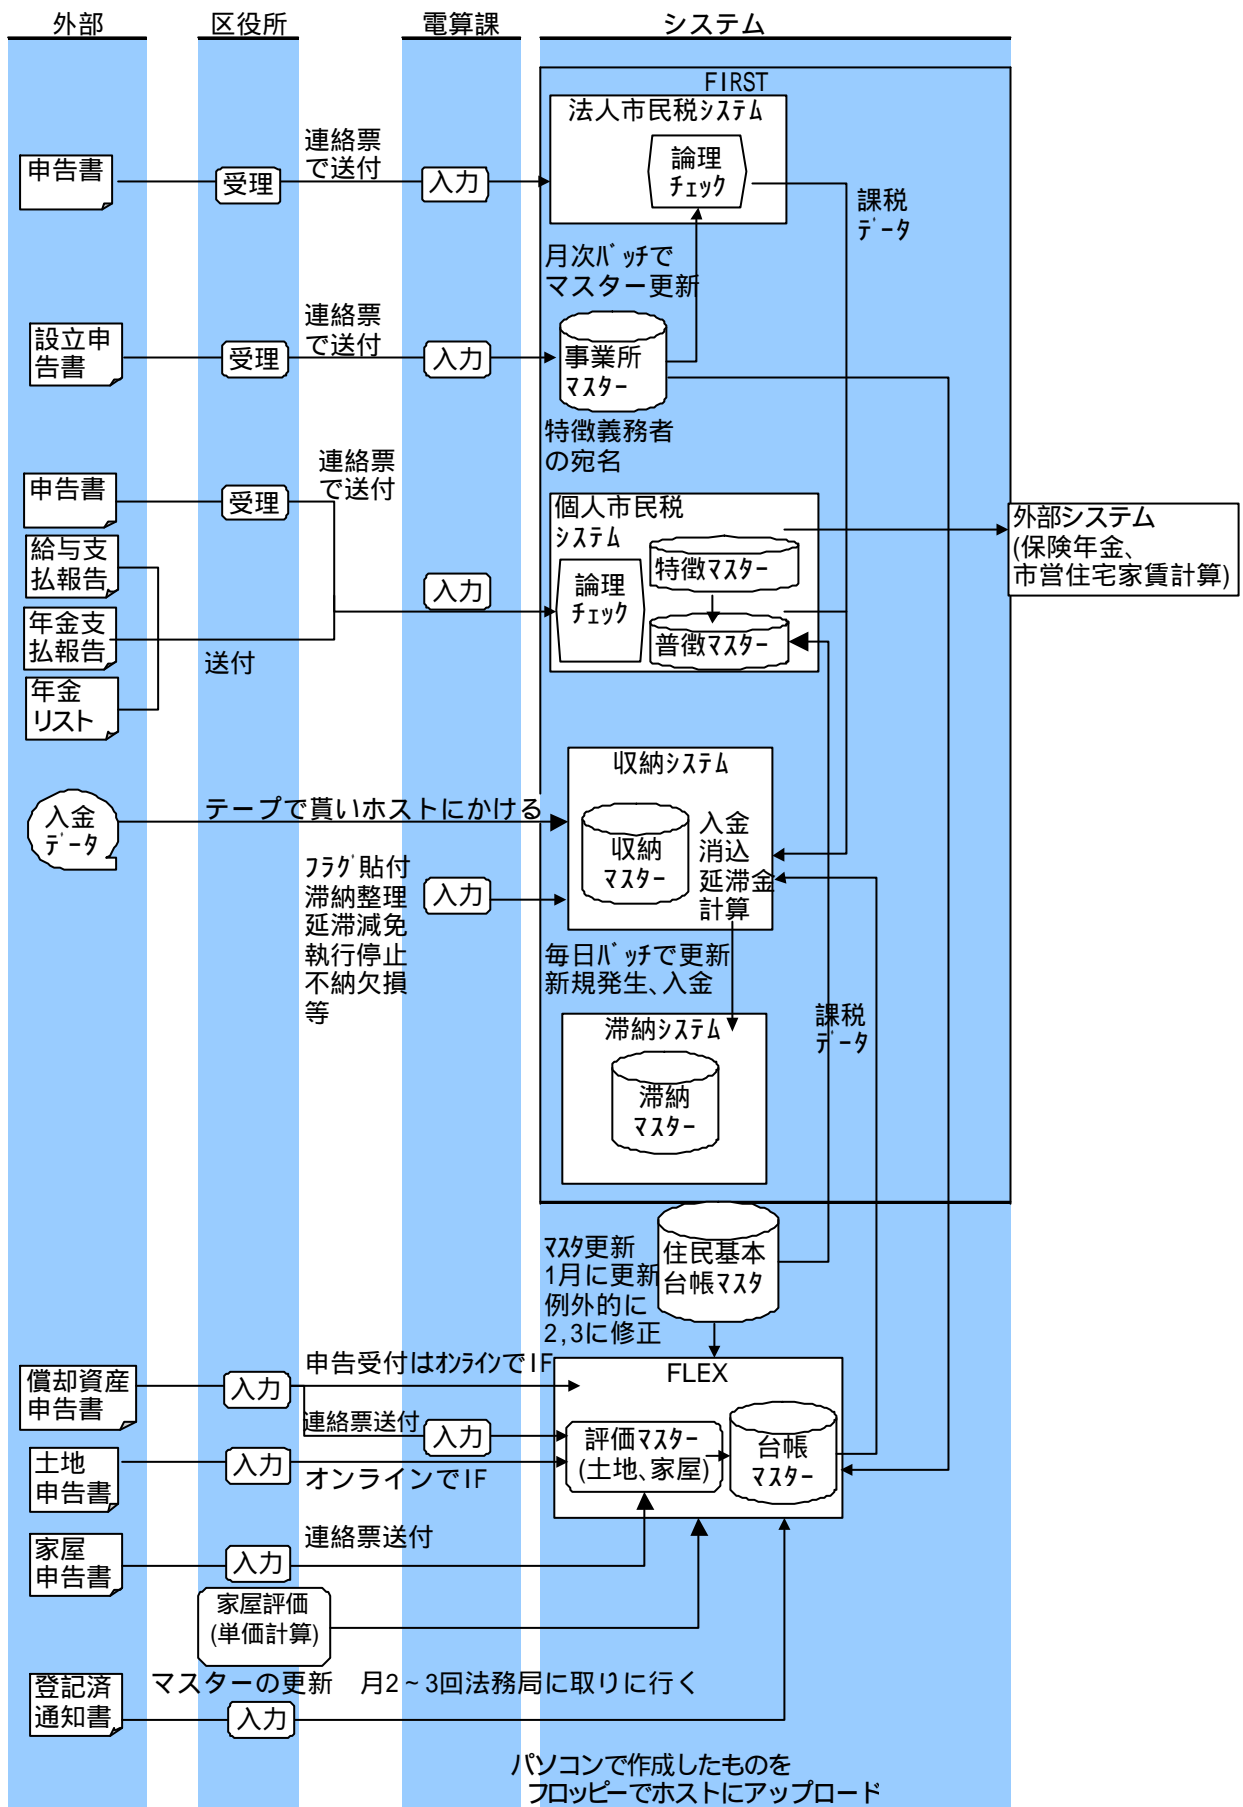 外部
区役所
電算課
システム
FIRST
法人市民税ｼｽﾃﾑ
論理
ﾁｪｯｸ
申告書
受理
連絡票
で送付
入力
課税
ﾃﾞｰﾀ
月次ﾊﾞｯﾁで
マスター更新
設立申
告書
受理
連絡票
で送付
入力
事業所
ﾏｽﾀｰ
特徴義務者
の宛名
申告書
受理
連絡票
で送付
個人市民税
ｼｽﾃﾑ
特徴ﾏｽﾀｰ
論理
ﾁｪｯｸ
普徴ﾏｽﾀｰ
外部システム
(保険年金、
市営住宅家賃計算)
給与支
払報告
入力
年金支
払報告
送付
年金
リスト
収納ｼｽﾃﾑ
収納
ﾏｽﾀｰ
入金
消込
延滞金
計算
入金
ﾃﾞｰﾀ
テープで貰いホストにかける
ﾌﾗｸﾞ貼付
滞納整理
延滞減免
執行停止
不納欠損
等
入力
毎日ﾊﾞｯﾁで更新
新規発生、入金
滞納ｼｽﾃﾑ
滞納
ﾏｽﾀｰ
課税
ﾃﾞｰﾀ
ﾏｽﾀ更新
1月に更新
例外的に
2,3に修正
住民基本
台帳ﾏｽﾀ
FLEX
償却資産
申告書
入力
申告受付はｵﾝﾗｲﾝでIF
連絡票送付
入力
評価ﾏｽﾀｰ
(土地、家屋)
台帳
ﾏｽﾀｰ
土地
申告書
入力
オンラインでIF
家屋
申告書
入力
連絡票送付
家屋評価
(単価計算)
登記済
通知書
マスターの更新　月2～3回法務局に取りに行く
入力
パソコンで作成したものを
フロッピーでホストにアップロード